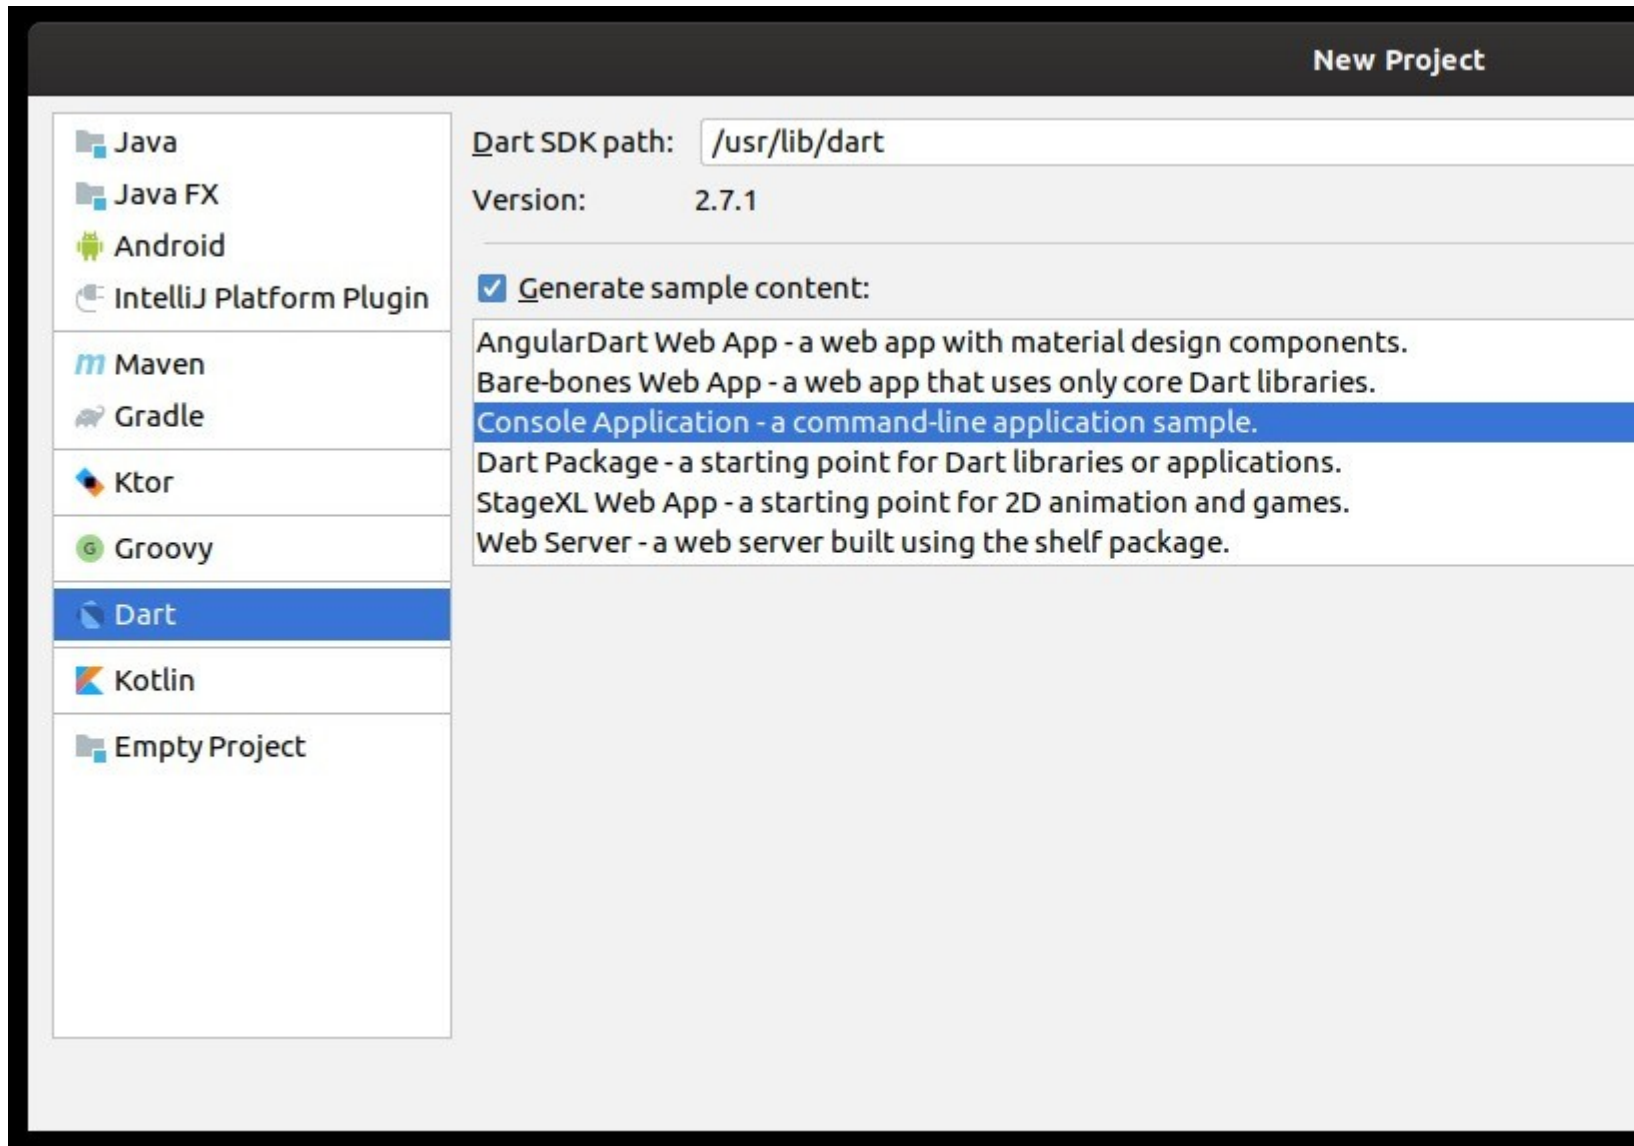 New Project
Java
Java FX
Android
IntelliJ Platform Plugin
Maven
Gradle
Ktor
G Groovy
Dart
Kotlin
Empty Project
Dart SDK path: /usr/lib/dart
Version: 2.7.1
Generate sample content:
AngularDart Web App - a web app with material design components.
Bare-bones Web App - a web app that uses only core Dart libraries.
Console Application - a command-line application sample.
Dart Package - a starting point for Dart libraries or applications.
StageXL Web App - a starting point for 2D animation and games.
Web Server - a web server built using the shelf package.